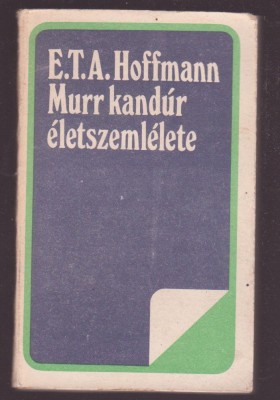 E.T.A. Hoffmann
Murr kandúr
életszemlélete